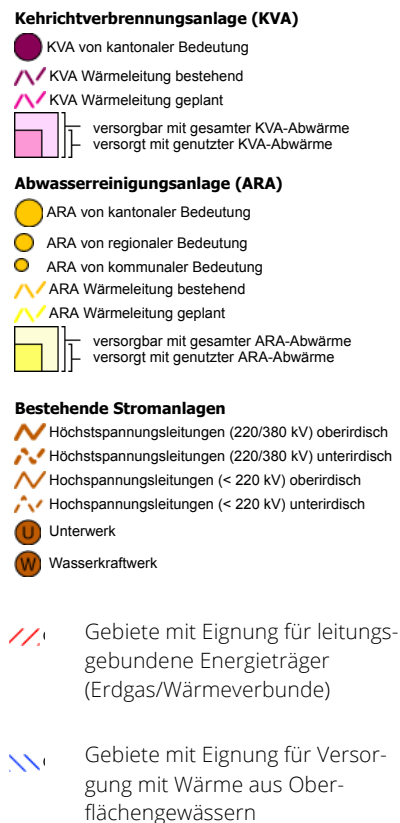 Kehrichtverbrennungsanlage (KVA)
KVA von kantonaler Bedeutung
KVA Wärmeleitung bestehend
KVA Wärmeleitung geplant
versorgbar mit gesamter KVA-Abwärme
versorgt mit genutzter KVA-Abwärme
Abwasserreinigungsanlage (ARA)
ARA von kantonaler Bedeutung
ARA von regionaler Bedeutung
ARA von kommunaler Bedeutung
ARA Wärmeleitung bestehend
ARA Wärmeleitung geplant
versorgbar mit gesamter ARA-Abwärme
versorgt mit genutzter ARA-Abwärme
Bestehende Stromanlagen
Höchstspannungsleitungen (220/380 kV) oberirdisch
Höchstspannungsleitungen (220/380 kV) unterirdisch
Hochspannungsleitungen (< 220 kV) oberirdisch
Hochspannungsleitungen (< 220 kV) unterirdisch
U Unterwerk
W Wasserkraftwerk
Gebiete mit Eignung für leitungs-
gebundene Energieträger
(Erdgas/Wärmeverbunde)
Gebiete mit Eignung für Versor-
gung mit Wärme aus Ober-
flächengewässern